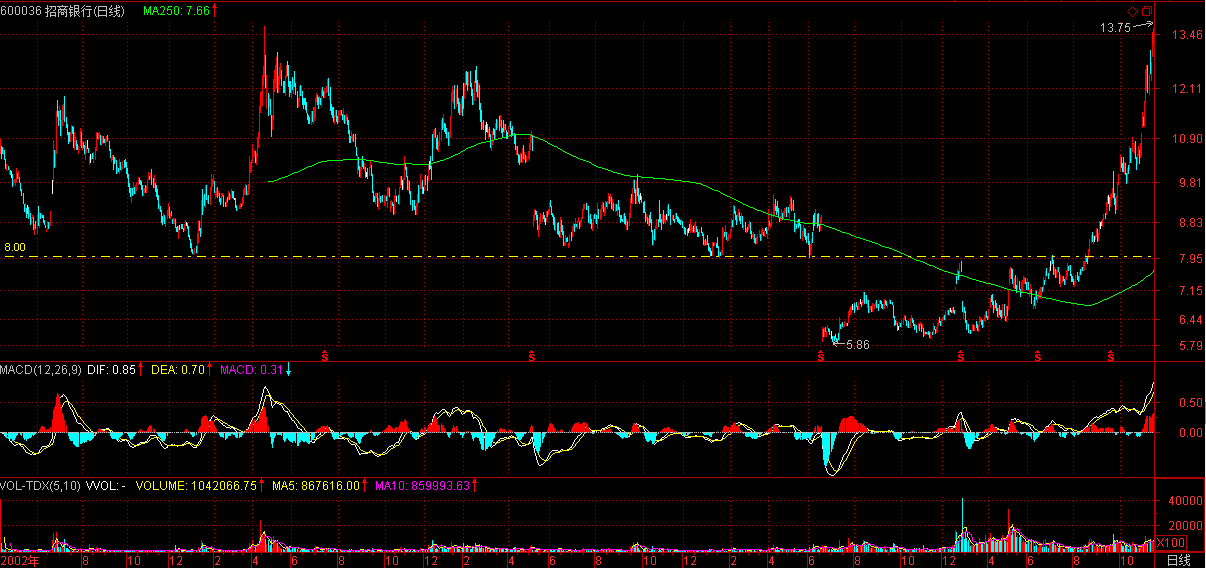 600036 招商银行(日线) MA250: 7.66
13.75
13.46
12.11
10.90
9.81
8.83
8.00
7.95
7.15
6.44
5.86
5.79
S S S S S S
MACD(12,26,9) DIF: 0.85 DEA: 0.70 MACD: 0.31
0.50
0.00
VOL-TDX(5,10) VVOL: - VOLUME: 1042066.75 MA5: 867616.00 MA10: 859993.63
40000
20000
X100
2002年 8 10 12 2 4 6 8 10 12 2 4 6 8 10 12 2 4 6 8 10 12 4 6 8 10 日线